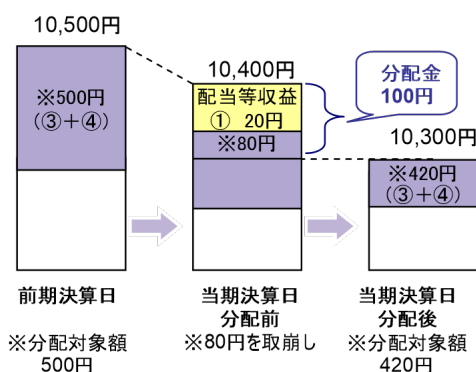 10,500円
※500円
(③+④)
前期決算日
※分配対象額
500円
10,400円
配当等収益
① 20円
※80円
当期決算日
分配前
※80円を取崩し
分配金
100円
10,300円
※420円
(③+④)
当期決算日
分配後
※分配対象額
420円